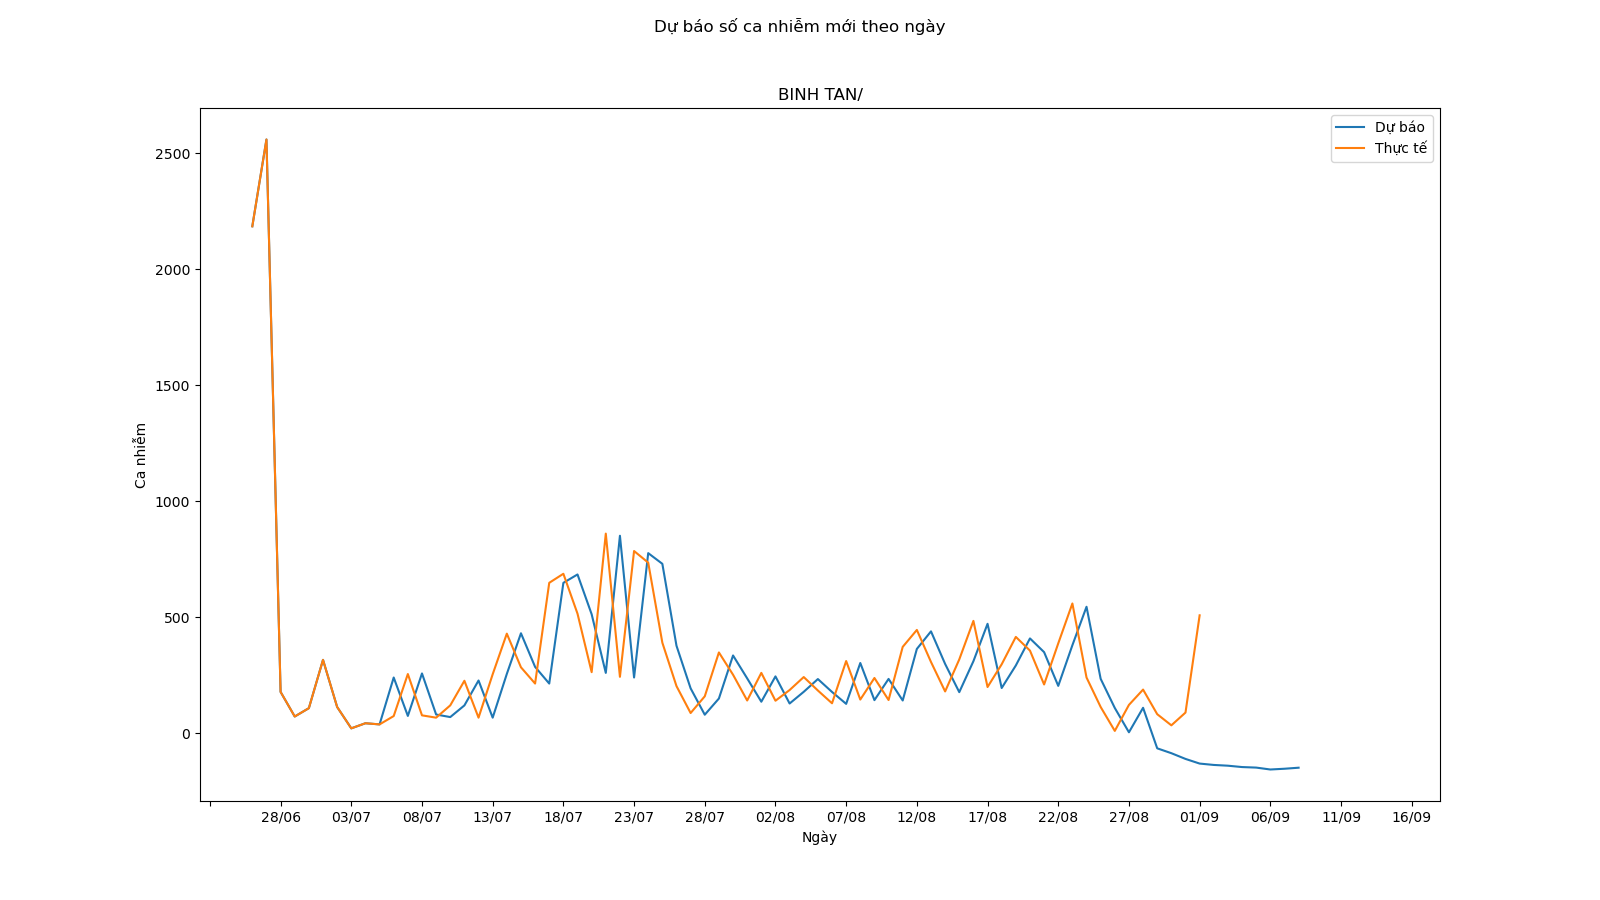 Dự báo số ca nhiễm mới theo ngày
BINH TAN/
Dự báo
Thực tế
Ca nhiễm
2500
2000
1500
1000
500
0
28/06 03/07 08/07 13/07 18/07 23/07 28/07 02/08 07/08 12/08 17/08 22/08 27/08 01/09 06/09 11/09 16/09
Ngày